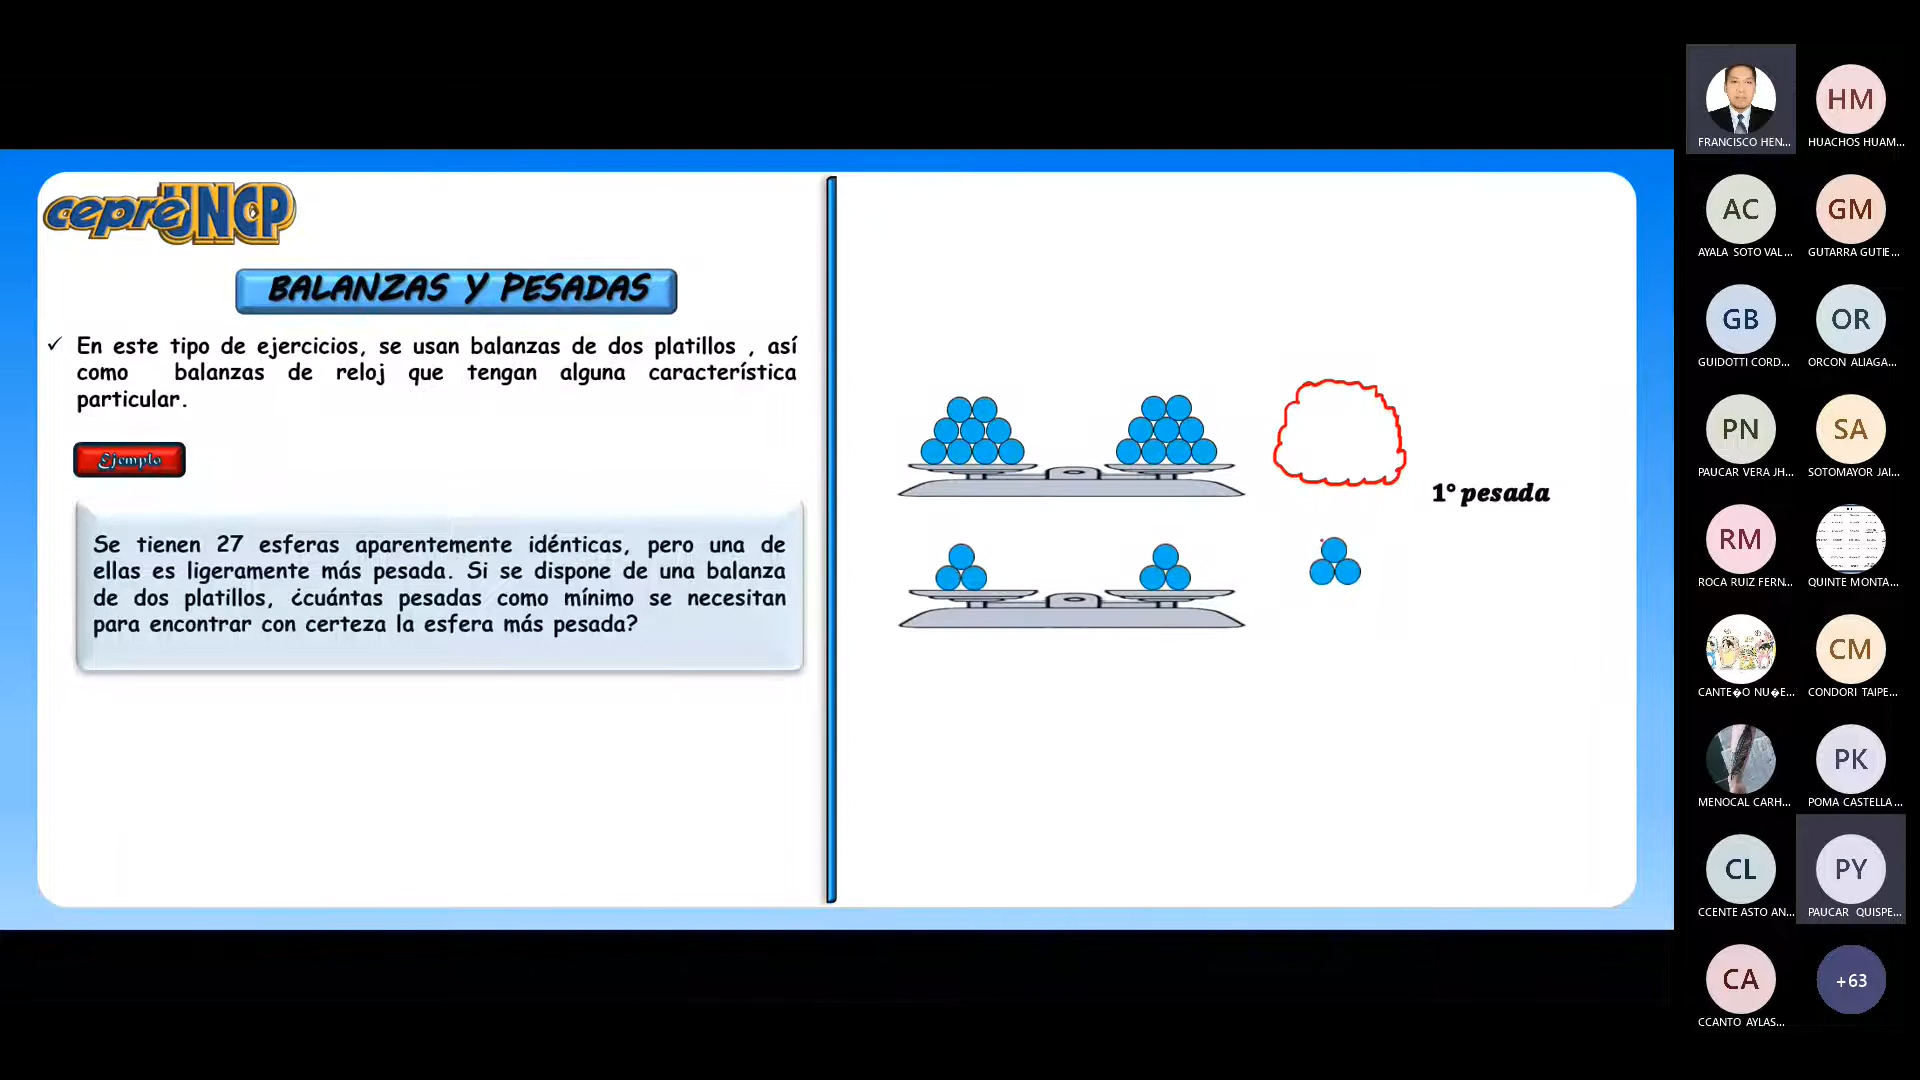 cepreUNCP
BALANZAS Y PESADAS
✓ En este tipo de ejercicios, se usan balanzas de dos platillos , así
como balanzas de reloj que tengan alguna característica
particular.
Ejemplo
Se tienen 27 esferas aparentemente idénticas, pero una de
ellas es ligeramente más pesada. Si se dispone de una balanza
de dos platillos, ¿cuántas pesadas como mínimo se necesitan
para encontrar con certeza la esfera más pesada?
1° pesada
FRANCISCO HEN...
HM
HUACHOS HUAM...
AC
AYALA SOTO VAL...
GM
GUTARRA GUTIE...
GB
GUIDOTTI CORD...
OR
ORCON ALIAGA...
PN
PAUCAR VERA JH...
SA
SOTOMAYOR JAI...
RM
ROCA RUIZ FERN...
QUINTE MONTA...
CANTE�O NU�E...
CM
CONDORI TAIPE...
MENOCAL CARH...
PK
POMA CASTELLA...
CL
CCENTE ASTO AN...
PY
PAUCAR QUISPE...
CA
CCANTO AYLAS...
+63